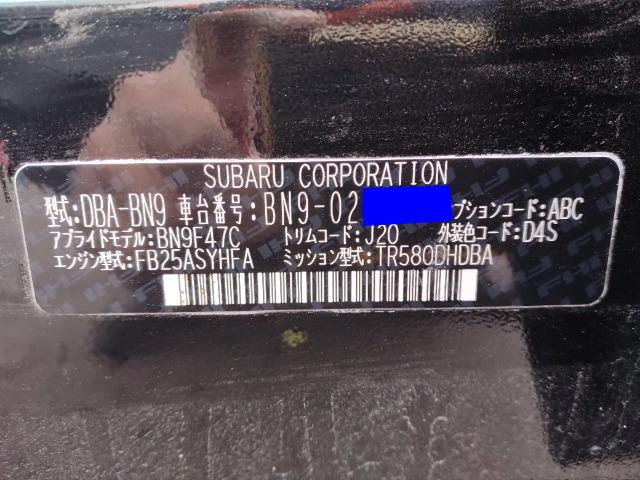 SUBARU CORPORATION
型式:DBA-BN9 車台番号:BN9-02 プションコード:ABC
アプライドモデル:BN9F47C トリムコード:J20 外装色コード:D4S
エンジン型式:FB25ASYHFA ミッション型式:TR580DHDBA